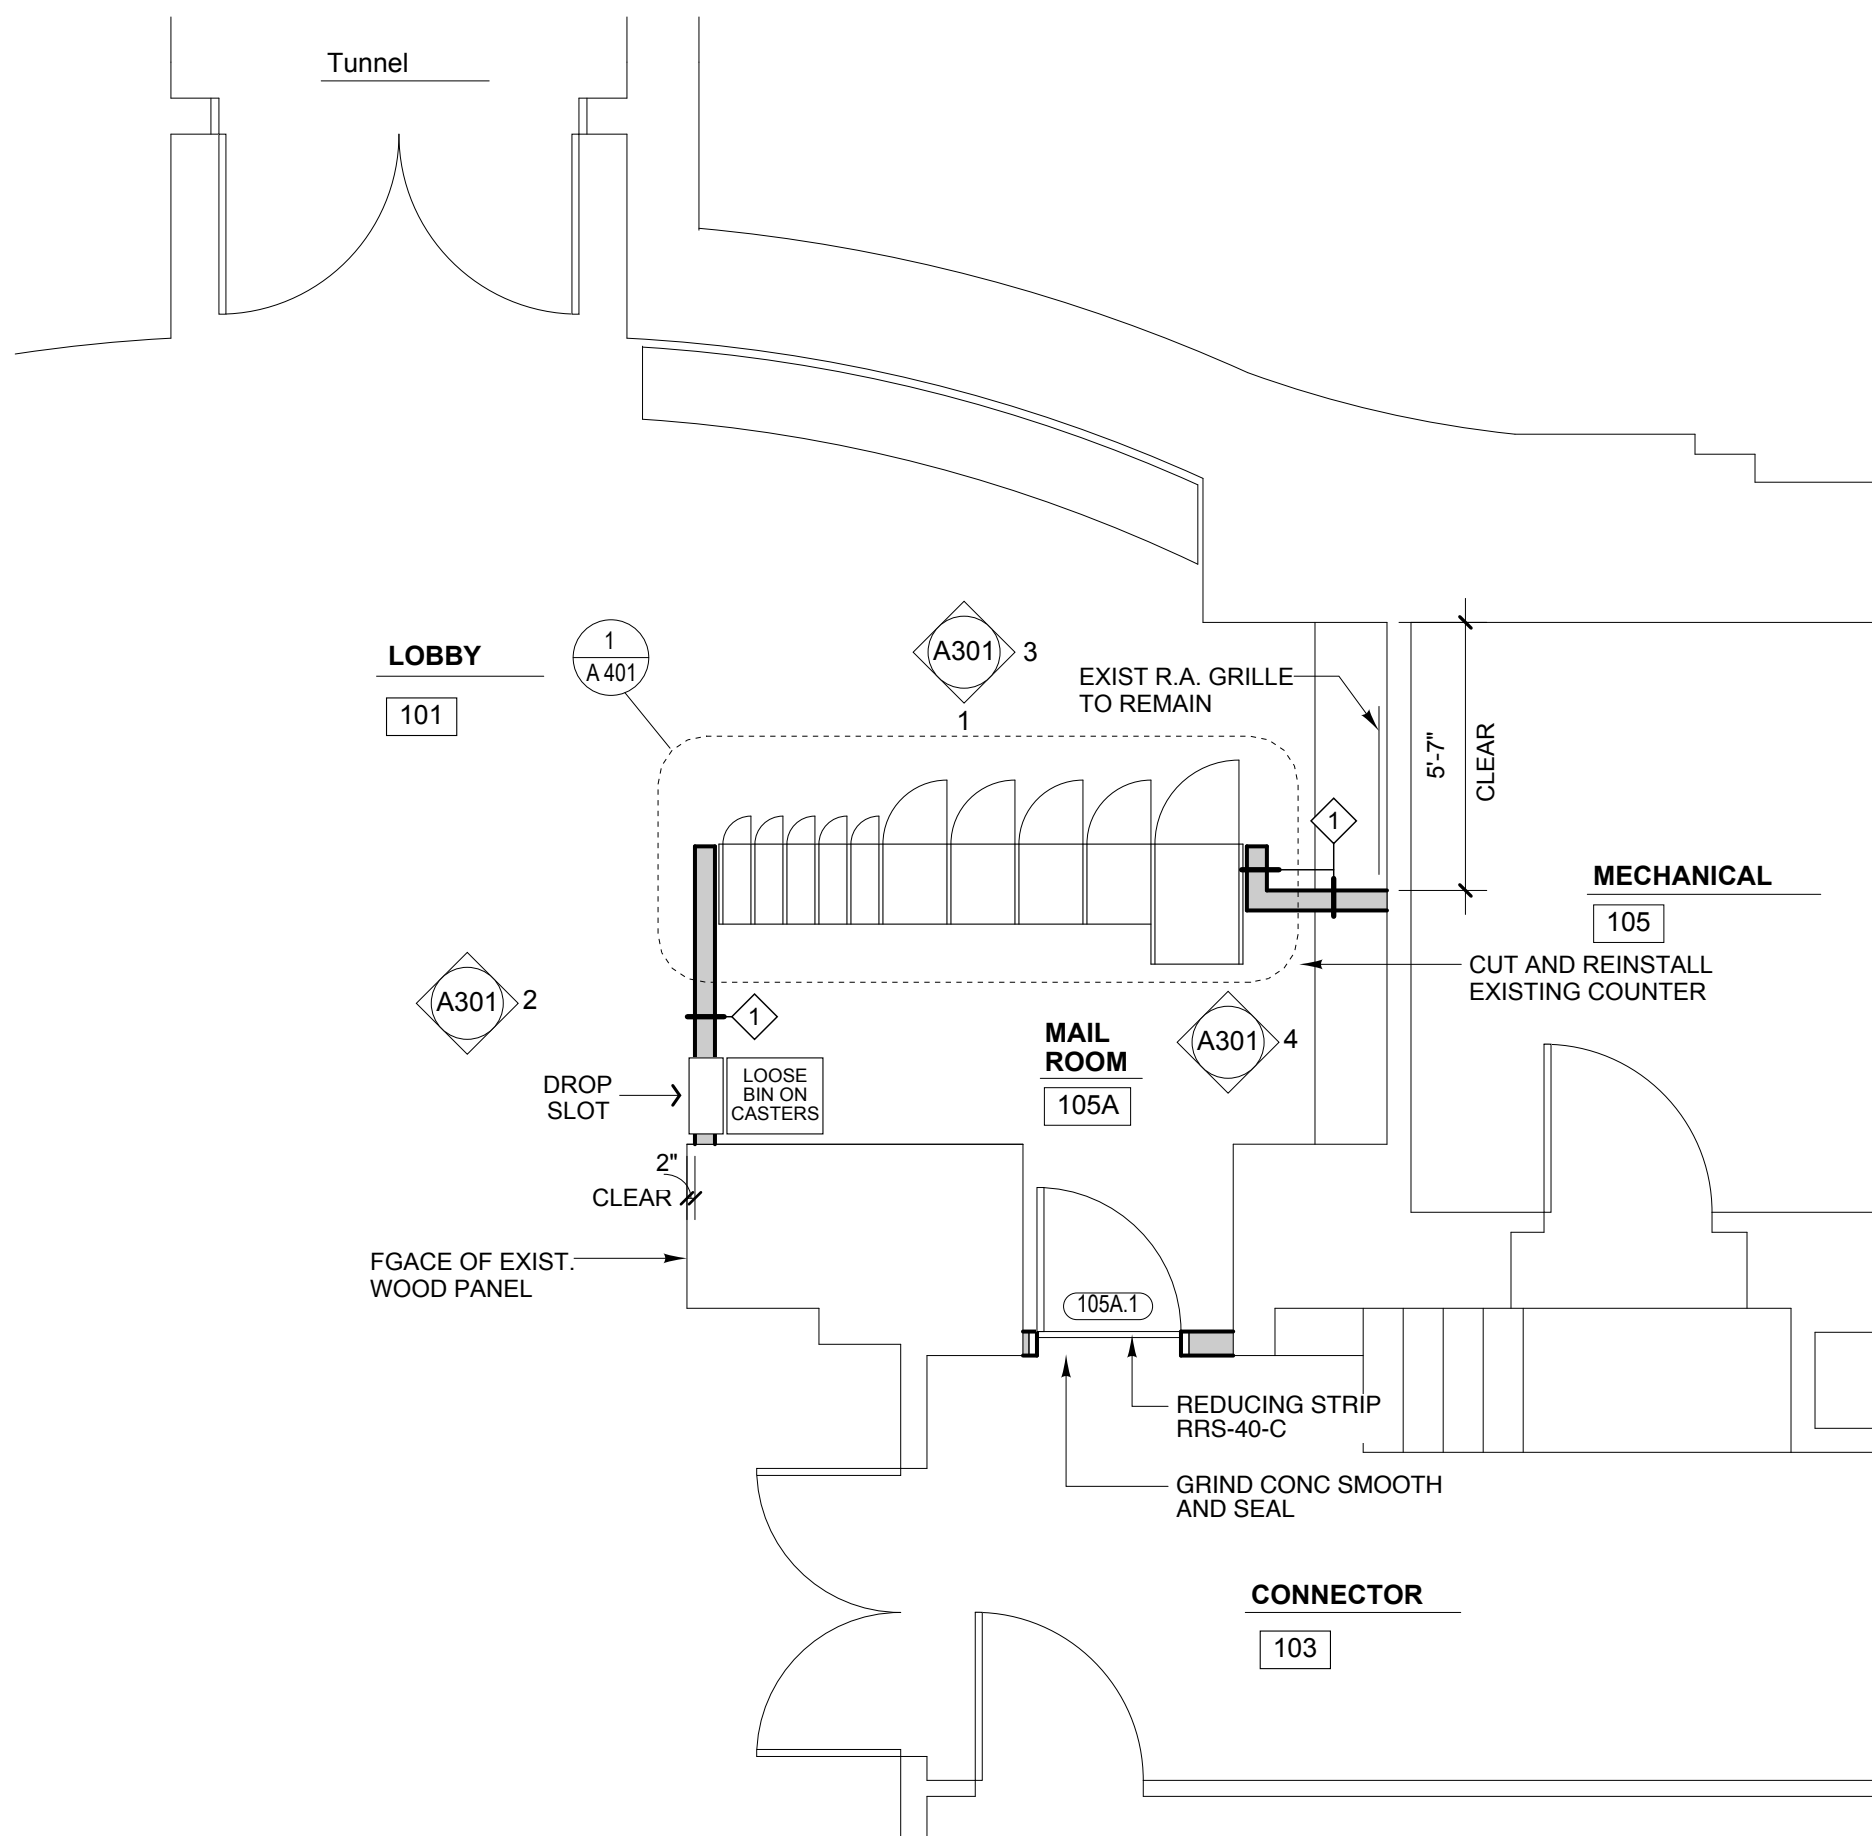 Tunnel
LOBBY
101
1
A 401
A301
3
1
EXIST R.A. GRILLE
TO REMAIN
5'-7"
CLEAR
1
MECHANICAL
105
CUT AND REINSTALL
EXISTING COUNTER
A301
2
1
MAIL
ROOM
105A
A301
4
DROP
SLOT
LOOSE
BIN ON
CASTERS
2"
CLEAR
FGACE OF EXIST.
WOOD PANEL
105A.1
REDUCING STRIP
RRS-40-C
GRIND CONC SMOOTH
AND SEAL
CONNECTOR
103